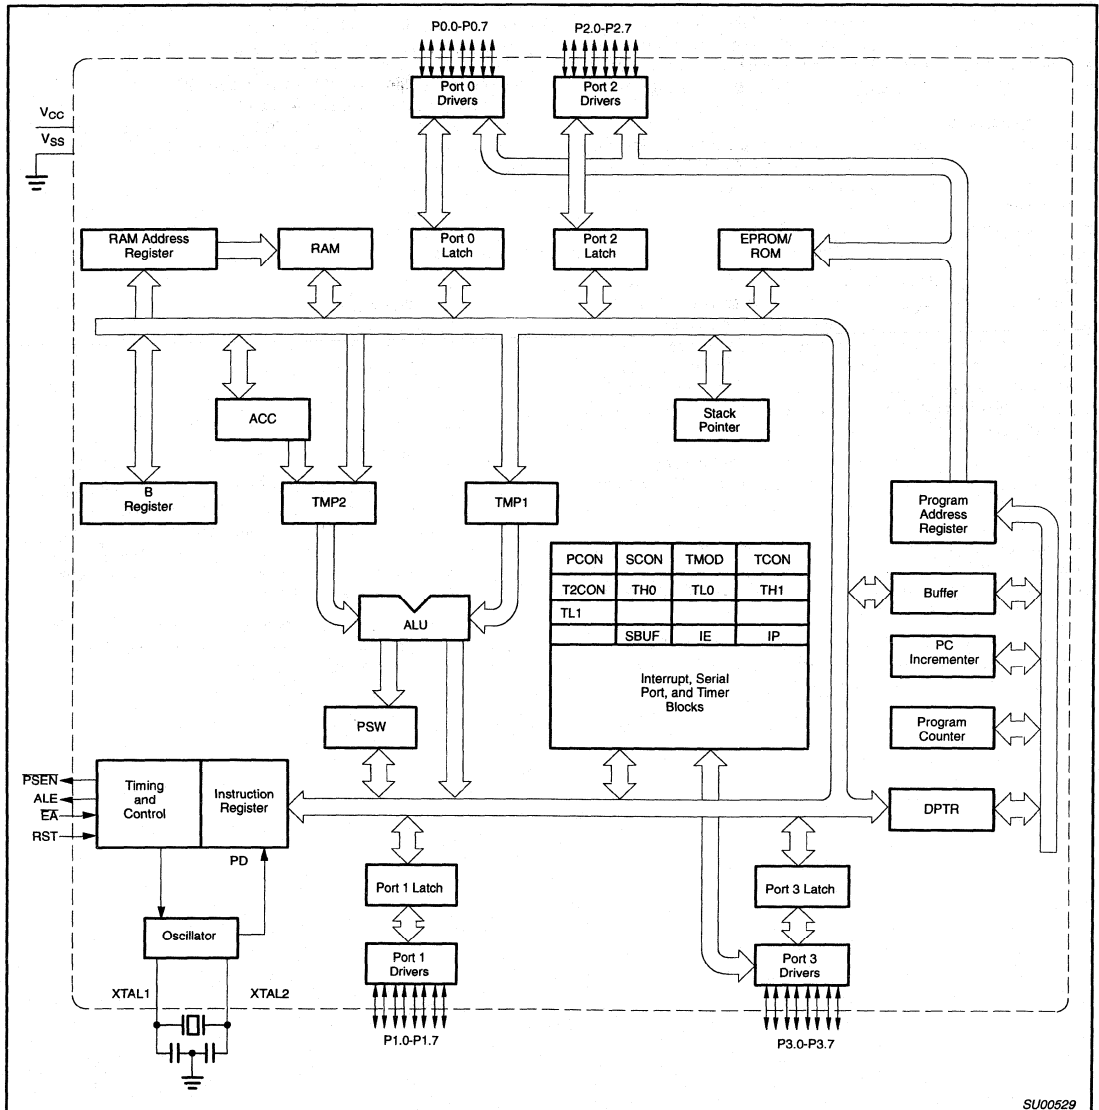 P0.0-P0.7
P2.0-P2.7
Port 0
Drivers
Port 2
Drivers
VCC
VSS
RAM Address
Register
RAM
Port 0
Latch
Port 2
Latch
EPROM/
ROM
ACC
Stack
Pointer
B
Register
TMP2
TMP1
Program
Address
Register
PCON SCON TMOD TCON
T2CON TH0 TL0 TH1
TL1
SBUF IE IP
Interrupt, Serial
Port, and Timer
Blocks
ALU
Buffer
PC
Incrementer
PSW
Program
Counter
PSEN
ALE
EA
RST
Timing
and
Control
Instruction
Register
DPTR
PD
Port 1 Latch
Port 3 Latch
Oscillator
Port 1
Drivers
Port 3
Drivers
XTAL1
XTAL2
P1.0-P1.7
P3.0-P3.7
SU00529